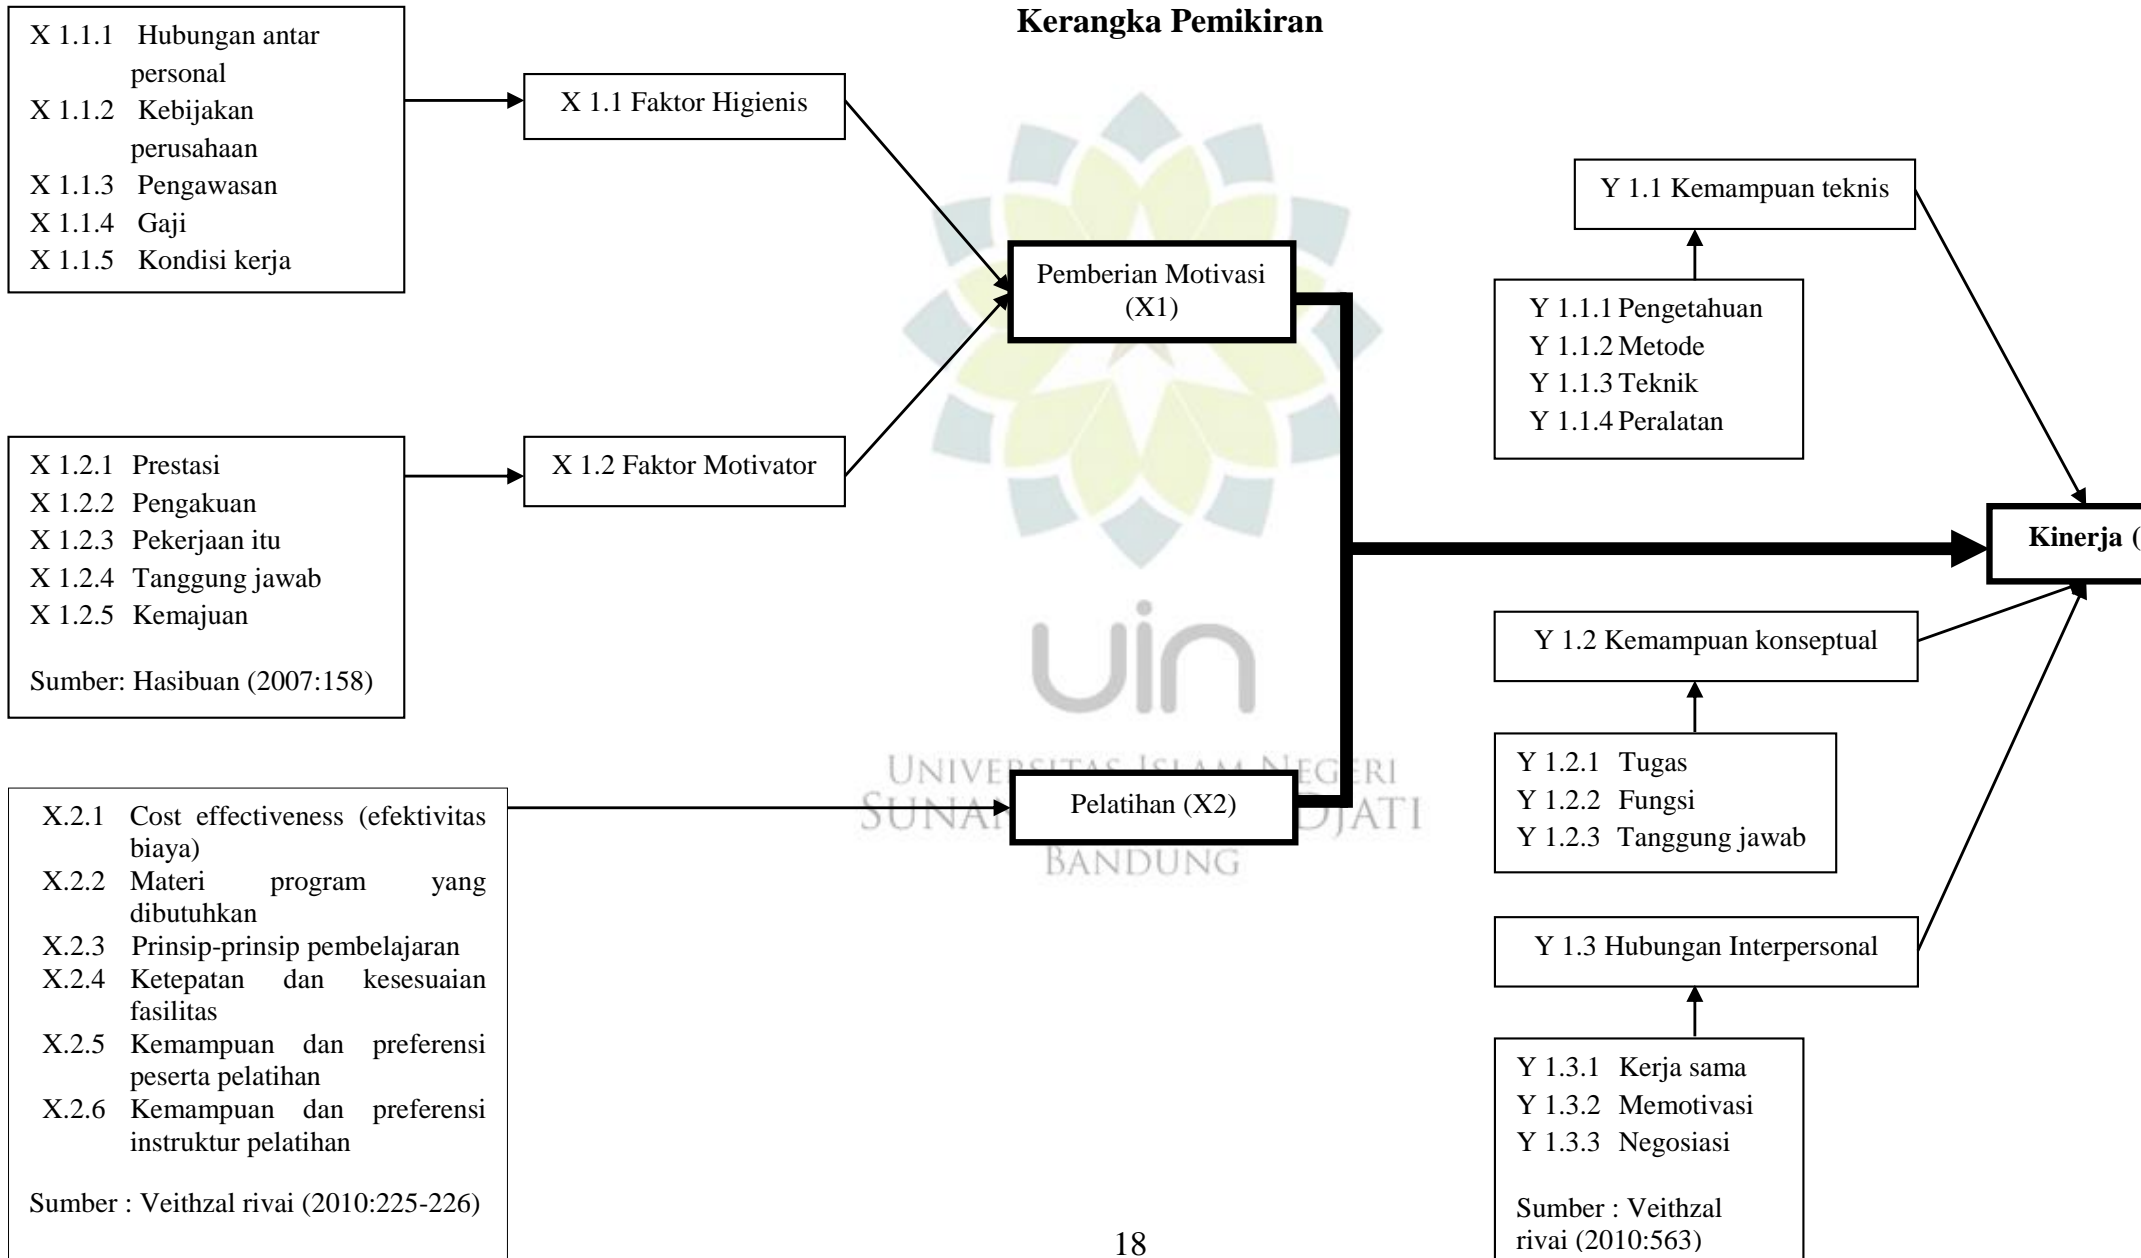 Kerangka Pemikiran
X 1.1.1 Hubungan antar
personal
X 1.1.2 Kebijakan
perusahaan
X 1.1.3 Pengawasan
X 1.1.4 Gaji
X 1.1.5 Kondisi kerja
X 1.1 Faktor Higienis
X 1.2.1 Prestasi
X 1.2.2 Pengakuan
X 1.2.3 Pekerjaan itu
X 1.2.4 Tanggung jawab
X 1.2.5 Kemajuan
Sumber: Hasibuan (2007:158)
X 1.2 Faktor Motivator
Pemberian Motivasi
(X1)
X.2.1 Cost effectiveness (efektivitas
biaya)
X.2.2 Materi program yang
dibutuhkan
X.2.3 Prinsip-prinsip pembelajaran
X.2.4 Ketepatan dan kesesuaian
fasilitas
X.2.5 Kemampuan dan preferensi
peserta pelatihan
X.2.6 Kemampuan dan preferensi
instruktur pelatihan
Sumber : Veithzal rivai (2010:225-226)
Pelatihan (X2)
Y 1.1 Kemampuan teknis
Y 1.1.1 Pengetahuan
Y 1.1.2 Metode
Y 1.1.3 Teknik
Y 1.1.4 Peralatan
Kinerja (
Y 1.2 Kemampuan konseptual
Y 1.2.1 Tugas
Y 1.2.2 Fungsi
Y 1.2.3 Tanggung jawab
Y 1.3 Hubungan Interpersonal
Y 1.3.1 Kerja sama
Y 1.3.2 Memotivasi
Y 1.3.3 Negosiasi
Sumber : Veithzal
rivai (2010:563)
uin
UNIVERSITAS ISLAM NEGERI
BANDUNG
18